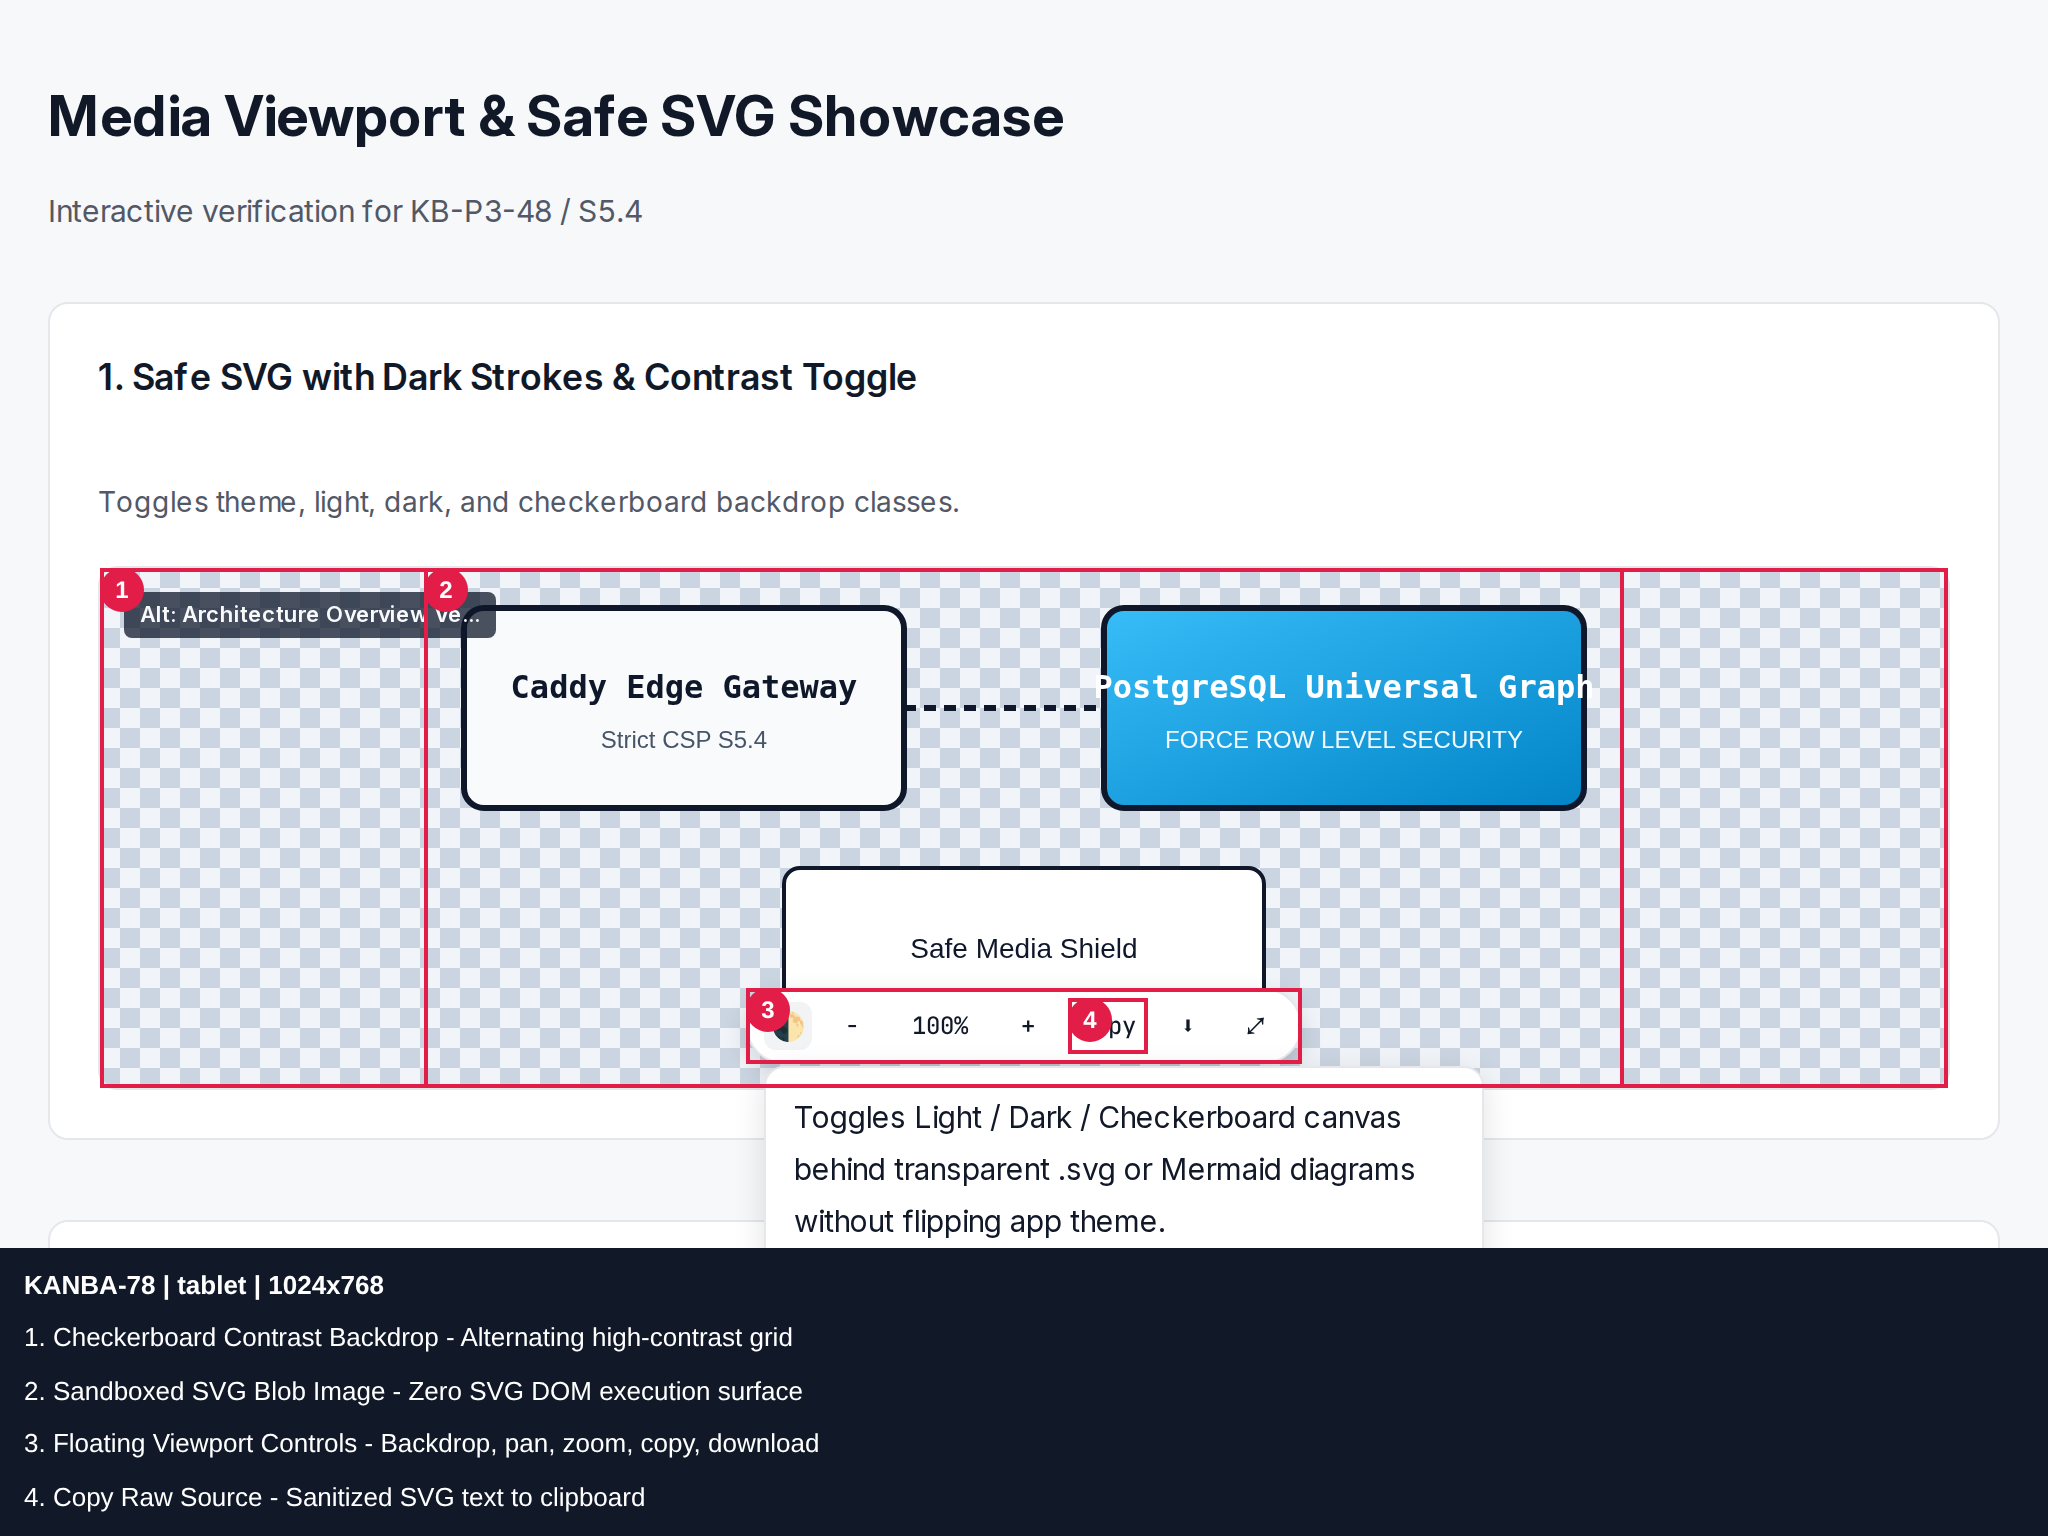 Media Viewport & Safe SVG Showcase
Interactive verification for KB-P3-48 / S5.4
1. Safe SVG with Dark Strokes & Contrast Toggle
Toggles theme, light, dark, and checkerboard backdrop classes.
1
2
Alt: Architecture Overview Ve...
Caddy Edge Gateway
Strict CSP S5.4
PostgreSQL Universal Graph
FORCE ROW LEVEL SECURITY
Safe Media Shield
3
- 100% +
4
py
⬇ ⤢
Toggles Light / Dark / Checkerboard canvas
behind transparent .svg or Mermaid diagrams
without flipping app theme.
KANBA-78 | tablet | 1024x768
1. Checkerboard Contrast Backdrop - Alternating high-contrast grid
2. Sandboxed SVG Blob Image - Zero SVG DOM execution surface
3. Floating Viewport Controls - Backdrop, pan, zoom, copy, download
4. Copy Raw Source - Sanitized SVG text to clipboard